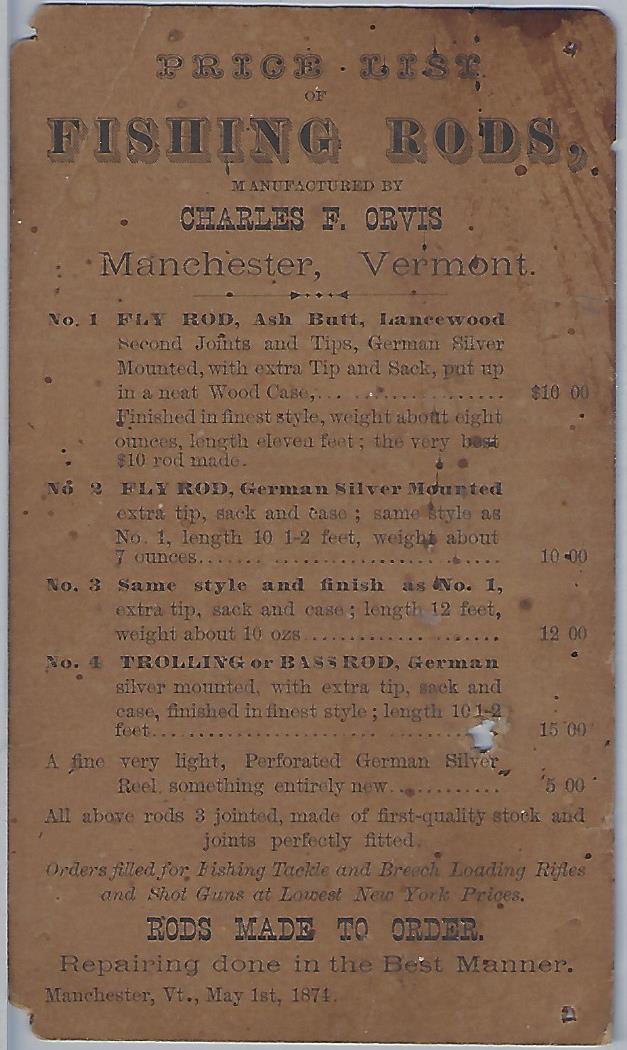 PRICE LIST
OF
FISHING RODS,
MANUFACTURED BY
CHARLES F. ORVIS
Manchester, Vermont.
No. 1 FLY ROD, Ash Butt, Lancewood
Second Joints and Tips, German Silver
Mounted, with extra Tip and Sack, put up
in a neat Wood Case,.................... $10 00
Finished in finest style, weight about eight
ounces, length eleven feet; the very best
$10 rod made.
No 2 FLY ROD, German Silver Mounted
extra tip, sack and case; same style as
No. 1, length 10 1-2 feet, weight about
7 ounces.................................. 10 00
No. 3 Same style and finish as No. 1,
extra tip, sack and case; length 12 feet,
weight about 10 ozs.................... 12 00
No. 4 TROLLING or BASS ROD, German
silver mounted, with extra tip, sack and
case, finished in finest style; length 10 1-2
feet........................................ 15 00
A fine very light, Perforated German Silver
Reel, something entirely new............ 5 00
All above rods 3 jointed, made of first-quality stock and
joints perfectly fitted.
Orders filled for Fishing Tackle and Breech Loading Rifles
and Shot Guns at Lowest New York Prices.
RODS MADE TO ORDER.
Repairing done in the Best Manner.
Manchester, Vt., May 1st, 1874.